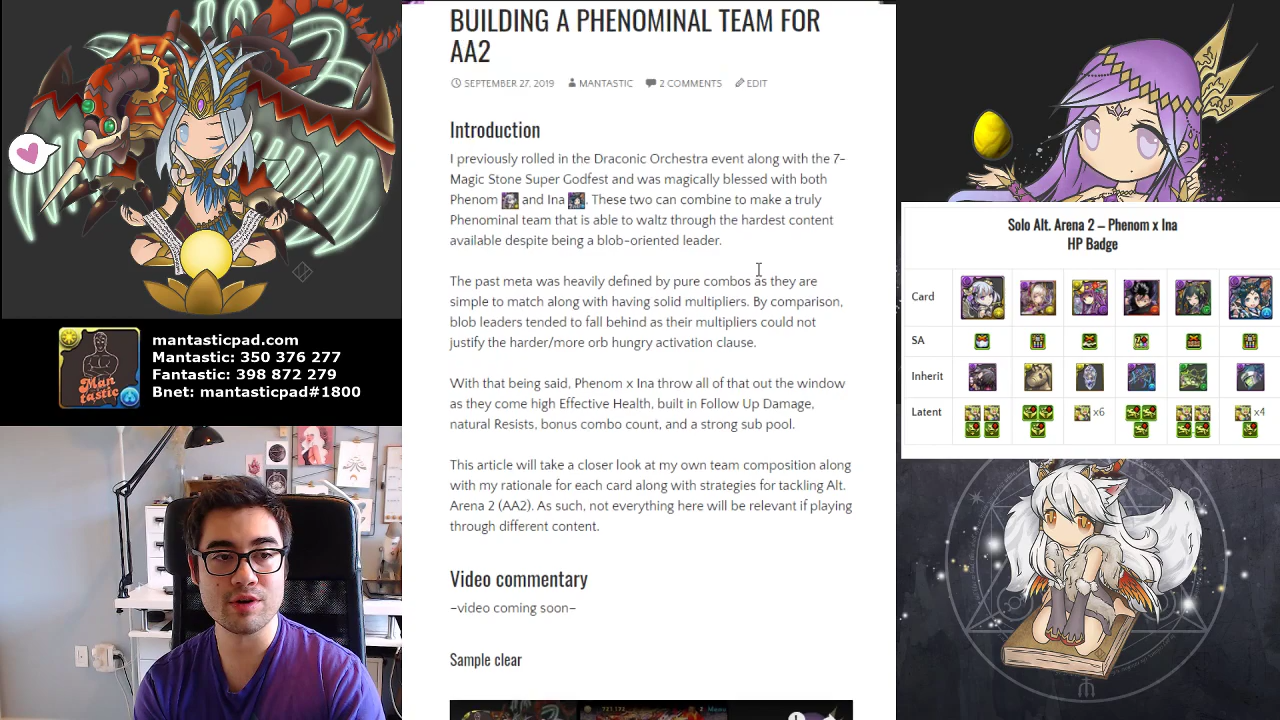 BUILDING A PHENOMINAL TEAM FOR
AA2
SEPTEMBER 27, 2019 MANTASTIC 2 COMMENTS EDIT
Introduction
I previously rolled in the Draconic Orchestra event along with the 7-
Magic Stone Super Godfest and was magically blessed with both
Phenom and Ina . These two can combine to make a truly
Phenominal team that is able to waltz through the hardest content
available despite being a blob-oriented leader.
The past meta was heavily defined by pure combos as they are
simple to match along with having solid multipliers. By comparison,
blob leaders tended to fall behind as their multipliers could not
justify the harder/more orb hungry activation clause.
With that being said, Phenom x Ina throw all of that out the window
as they come high Effective Health, built in Follow Up Damage,
natural Resists, bonus combo count, and a strong sub pool.
This article will take a closer look at my own team composition along
with my rationale for each card along with strategies for tackling Alt.
Arena 2 (AA2). As such, not everything here will be relevant if playing
through different content.
Video commentary
–video coming soon–
Sample clear
Man
tastic
mantasticpad.com
Mantastic: 350 376 277
Fantastic: 398 872 279
Bnet: mantasticpad#1800
Solo Alt. Arena 2 – Phenom x Ina
HP Badge
Card
SA
Inherit
Latent x6 x4